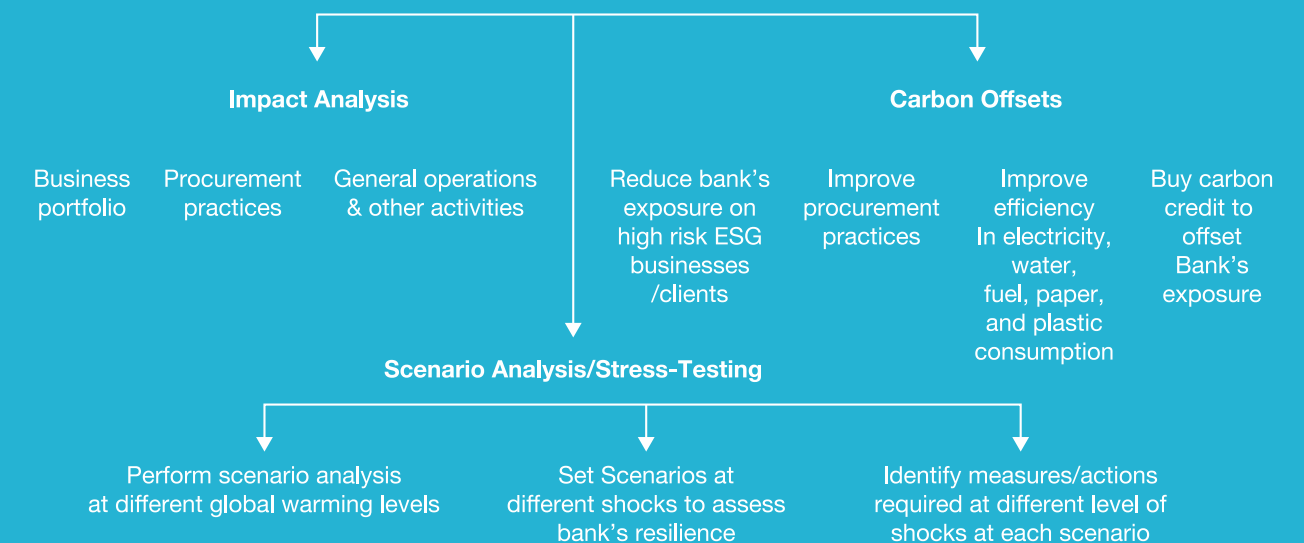 Impact Analysis
Carbon Offsets
Business
portfolio
Procurement
practices
General operations
& other activities
Reduce bank's
exposure on
high risk ESG
businesses
/clients
Improve
procurement
practices
Improve
efficiency
In electricity,
water,
fuel, paper,
and plastic
consumption
Buy carbon
credit to
offset
Bank's
exposure
Scenario Analysis/Stress-Testing
Perform scenario analysis
at different global warming levels
Set Scenarios at
different shocks to assess
bank's resilience
Identify measures/actions
required at different level of
shocks at each scenario